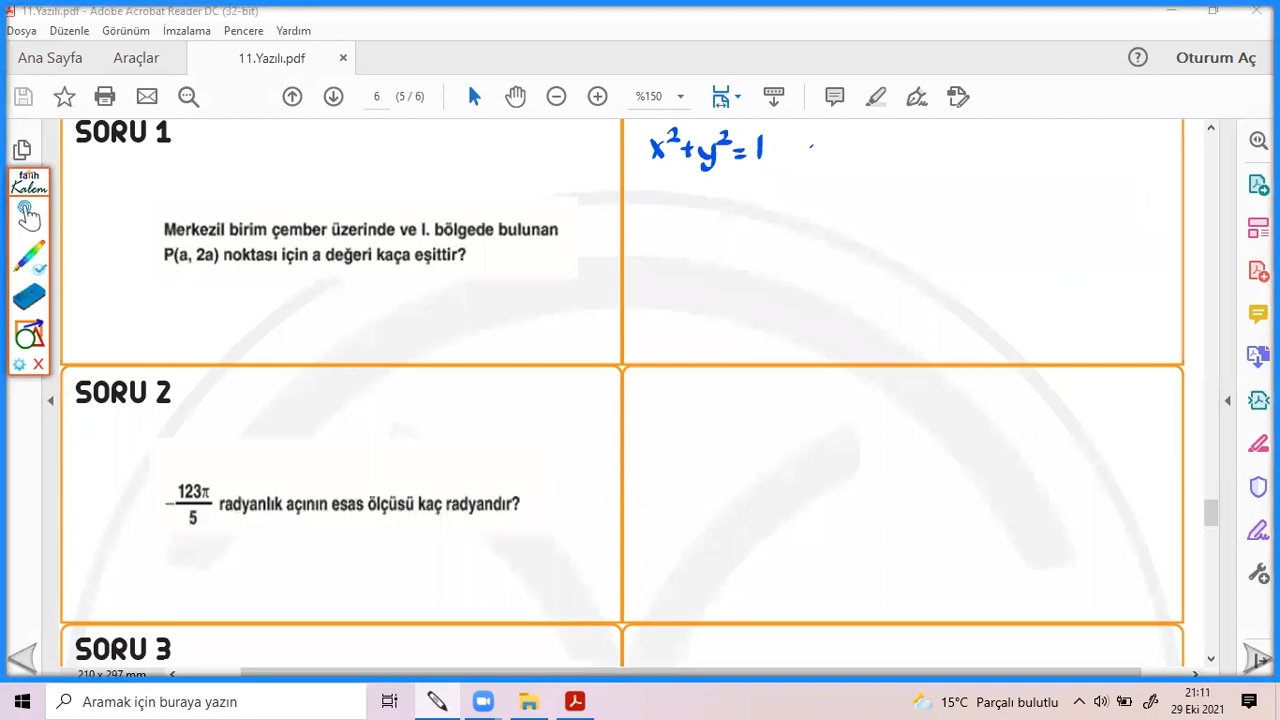 11.Yazılı.pdf - Adobe Acrobat Reader DC (32-bit)
Dosya Düzenle Görünüm İmzalama Pencere Yardım
Ana Sayfa Araçlar 11.Yazılı.pdf × Oturum Aç
6 (5 / 6) %150
SORU 1
x²+y²=1
fatih
Kalem
Merkezil birim çember üzerinde ve I. bölgede bulunan
P(a, 2a) noktası için a değeri kaça eşittir?
SORU 2
-123π/5 radyanlık açının esas ölçüsü kaç radyandır?
SORU 3
210 x 297 mm
Aramak için buraya yazın
15°C Parçalı bulutlu
21:11
29 Eki 2021